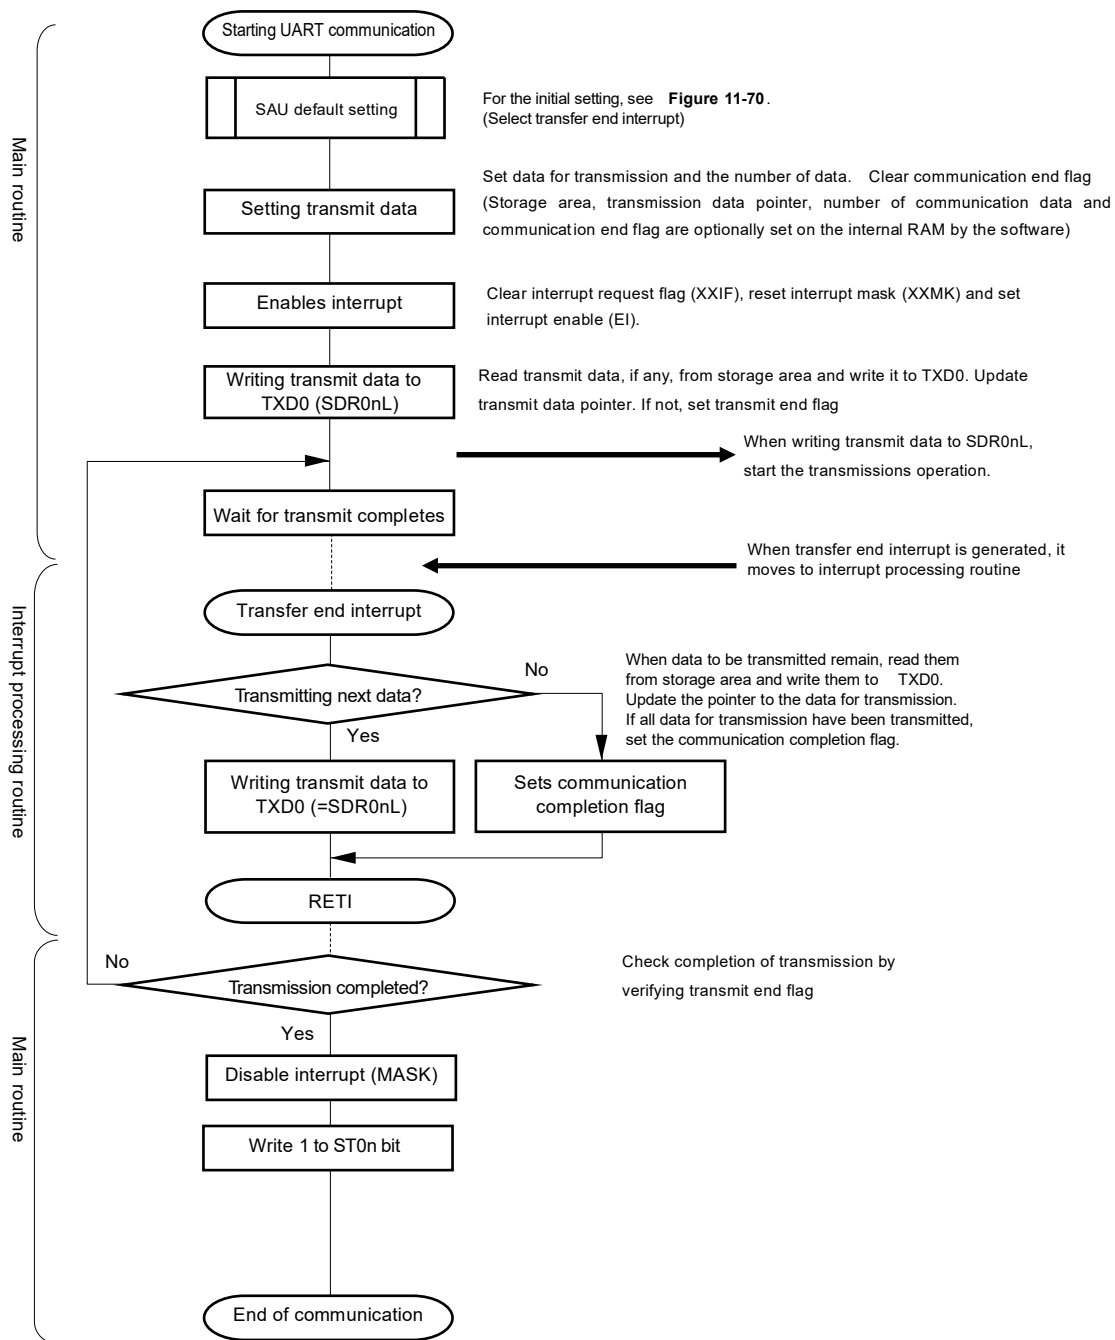 Starting UART communication
SAU default setting
For the initial setting, see Figure 11-70.
(Select transfer end interrupt)
Main routine
Setting transmit data
Set data for transmission and the number of data. Clear communication end flag
(Storage area, transmission data pointer, number of communication data and
communication end flag are optionally set on the internal RAM by the software)
Enables interrupt
Clear interrupt request flag (XXIF), reset interrupt mask (XXMK) and set
interrupt enable (EI).
Writing transmit data to
TXD0 (SDR0nL)
Read transmit data, if any, from storage area and write it to TXD0. Update
transmit data pointer. If not, set transmit end flag
When writing transmit data to SDR0nL,
start the transmissions operation.
Wait for transmit completes
When transfer end interrupt is generated, it
moves to interrupt processing routine
Interrupt processing routine
Transfer end interrupt
Transmitting next data?
No
Yes
When data to be transmitted remain, read them
from storage area and write them to TXD0.
Update the pointer to the data for transmission.
If all data for transmission have been transmitted,
set the communication completion flag.
Writing transmit data to
TXD0 (=SDR0nL)
Sets communication
completion flag
RETI
Main routine
No
Transmission completed?
Yes
Check completion of transmission by
verifying transmit end flag
Disable interrupt (MASK)
Write 1 to ST0n bit
End of communication